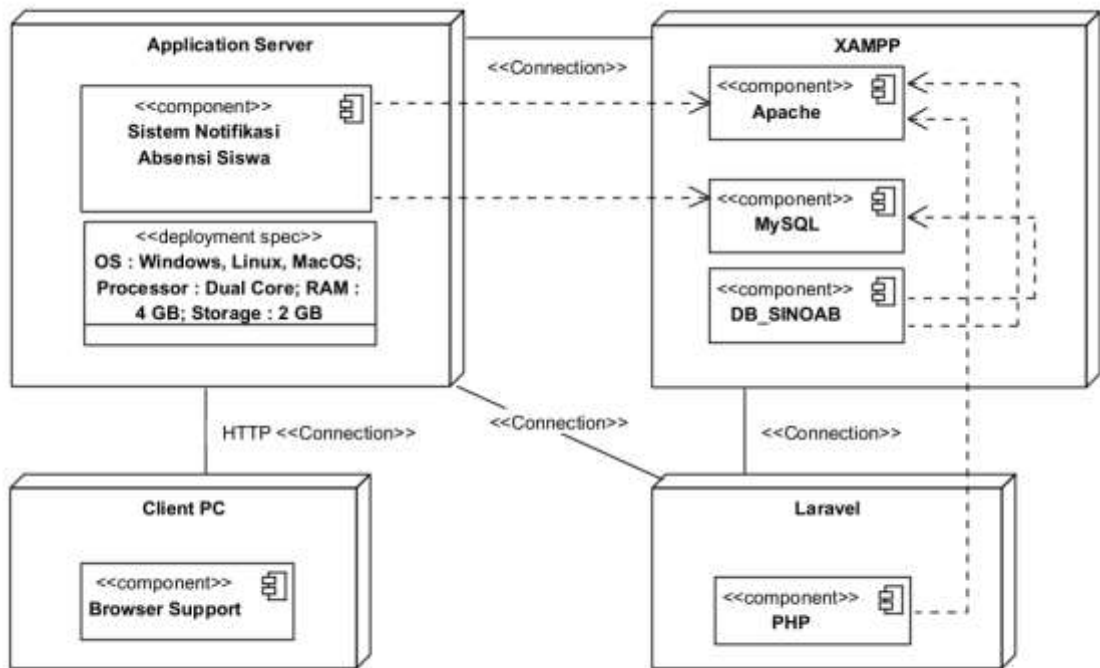 Application Server
<<component>>
Sistem Notifikasi
Absensi Siswa
<<deployment spec>>
OS : Windows, Linux, MacOS;
Processor : Dual Core; RAM :
4 GB; Storage : 2 GB
<<Connection>>
XAMPP
<<component>>
Apache
<<component>>
MySQL
<<component>>
DB_SINOAB
HTTP <<Connection>>
<<Connection>>
<<Connection>>
Client PC
<<component>>
Browser Support
Laravel
<<component>>
PHP